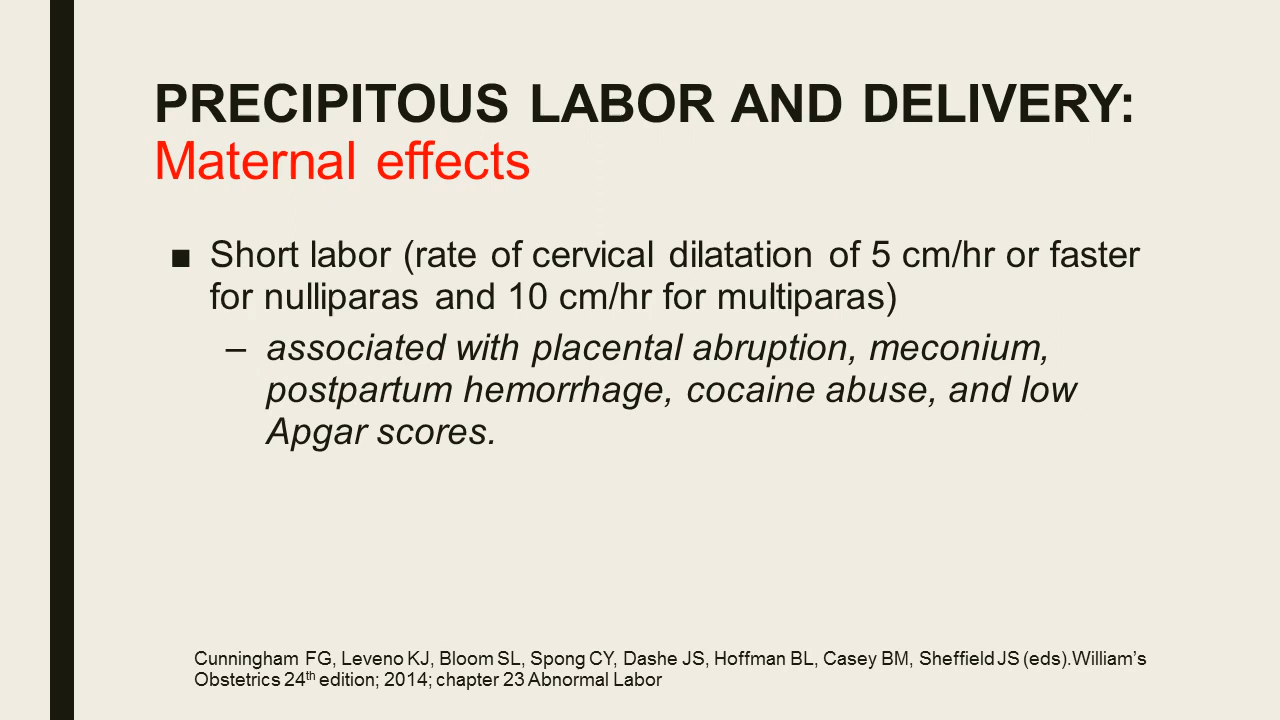 PRECIPITOUS LABOR AND DELIVERY:
Maternal effects
■ Short labor (rate of cervical dilatation of 5 cm/hr or faster
for nulliparas and 10 cm/hr for multiparas)
– associated with placental abruption, meconium,
postpartum hemorrhage, cocaine abuse, and low
Apgar scores.
Cunningham FG, Leveno KJ, Bloom SL, Spong CY, Dashe JS, Hoffman BL, Casey BM, Sheffield JS (eds).William’s
Obstetrics 24th edition; 2014; chapter 23 Abnormal Labor